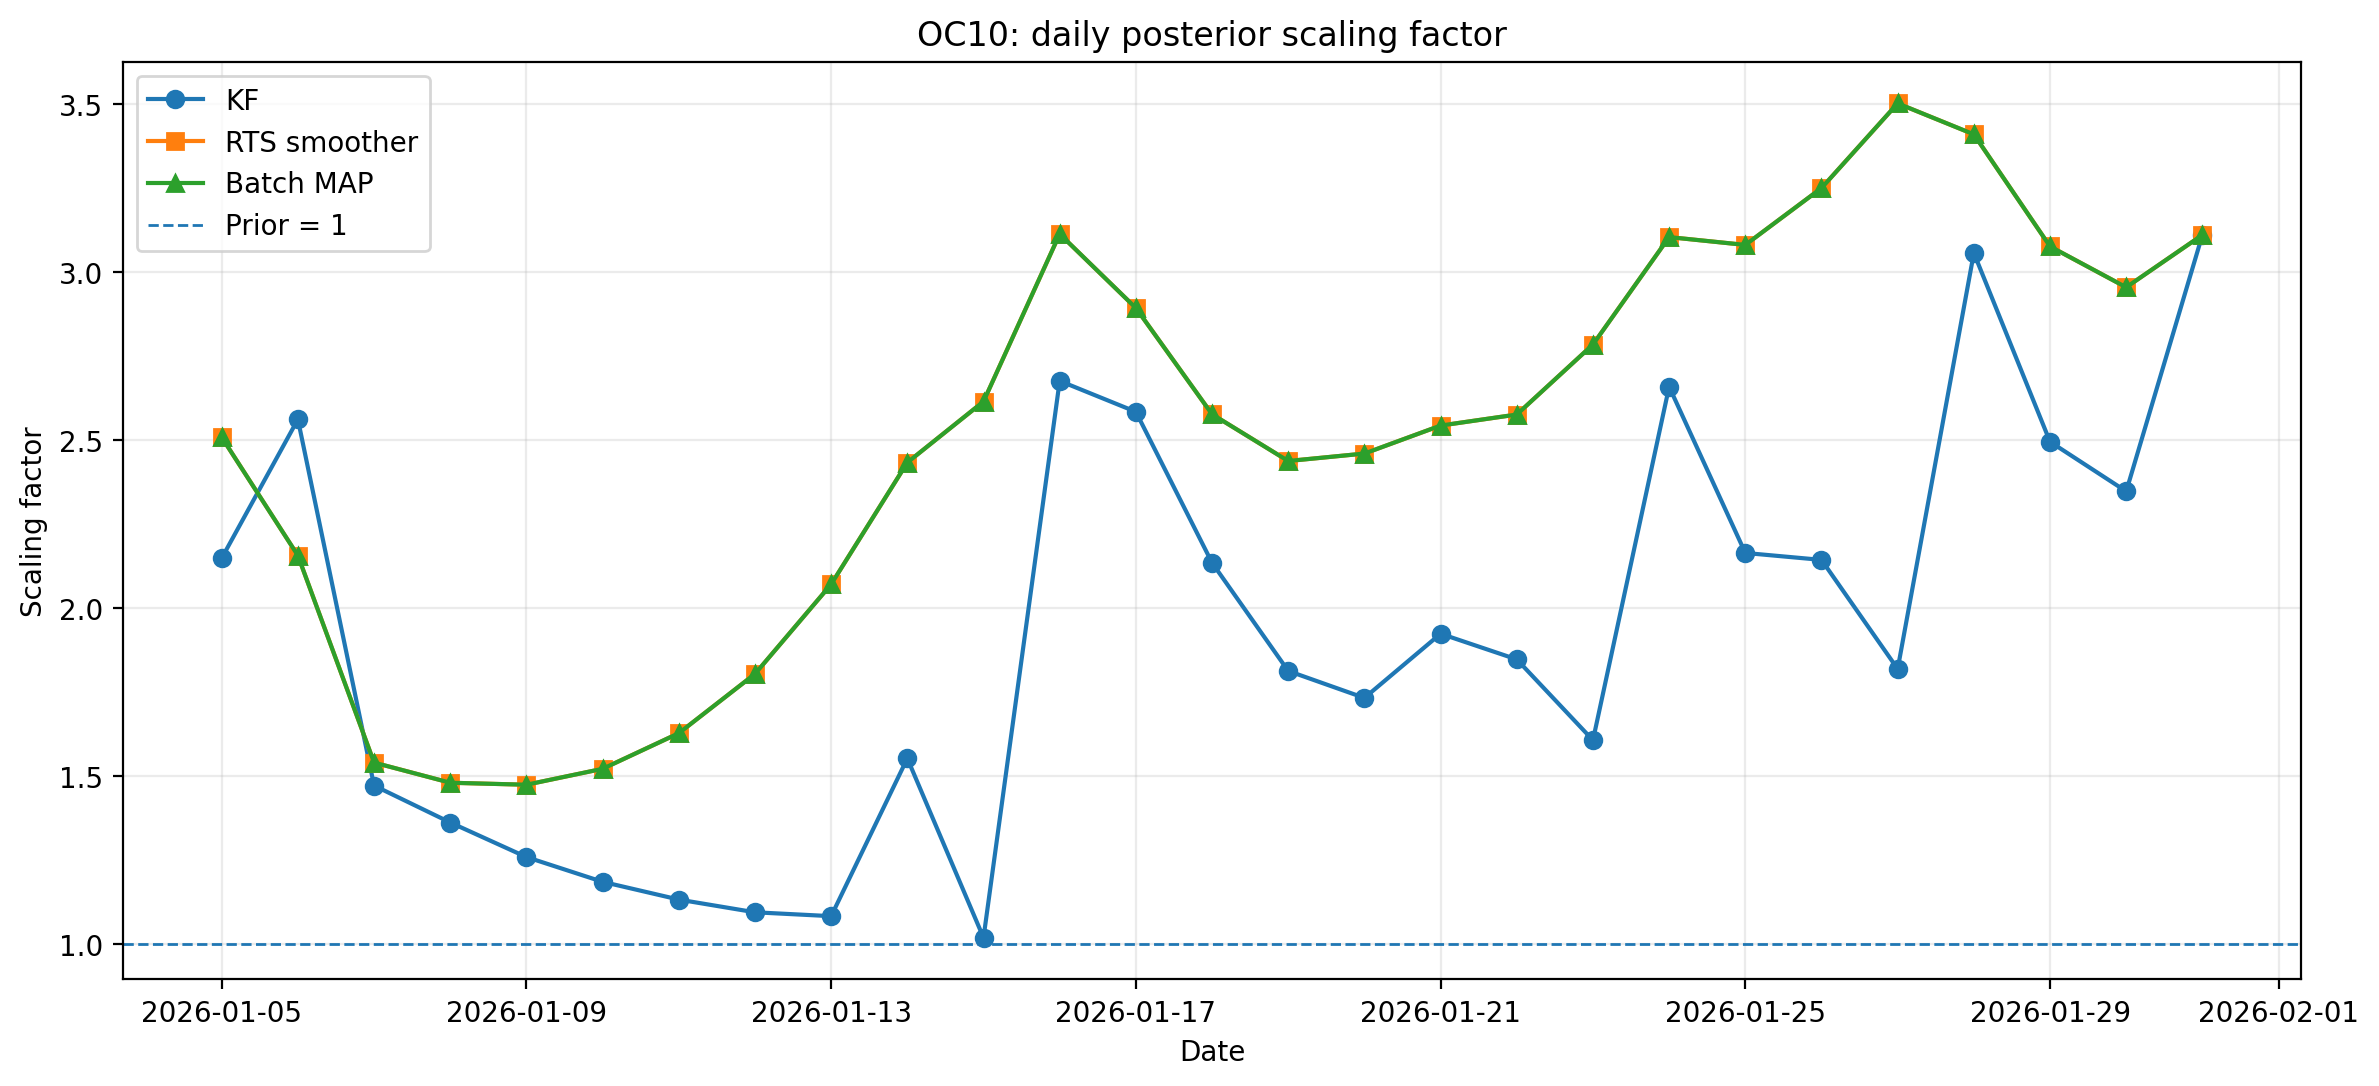 OC10: daily posterior scaling factor
KF
RTS smoother
Batch MAP
Prior = 1
Scaling factor
3.5
3.0
2.5
2.0
1.5
1.0
2026-01-05 2026-01-09 2026-01-13 2026-01-17 2026-01-21 2026-01-25 2026-01-29 2026-02-01
Date